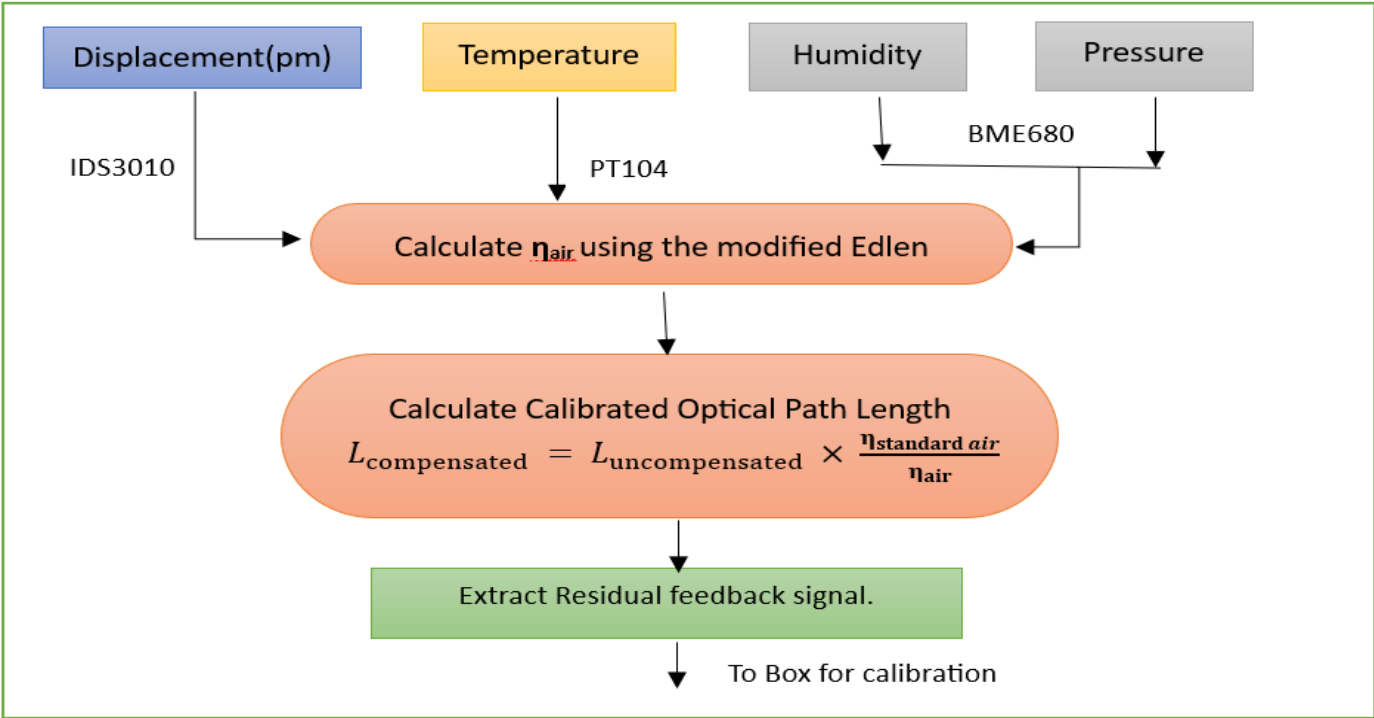 Displacement(pm)
Temperature
Humidity
Pressure
IDS3010
PT104
BME680
Calculate ηair using the modified Edlen
Calculate Calibrated Optical Path Length
Lcompensated = Luncompensated × ηstandard air / ηair
Extract Residual feedback signal.
To Box for calibration